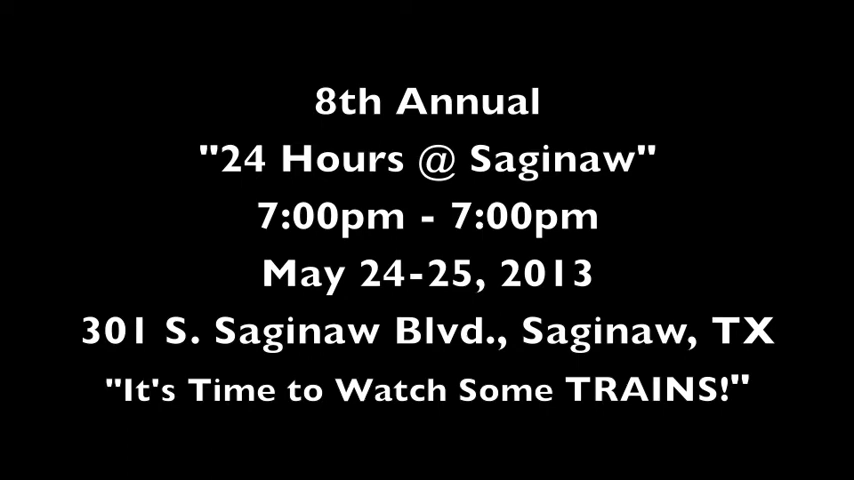 8th Annual
"24 Hours @ Saginaw"
7:00pm - 7:00pm
May 24-25, 2013
301 S. Saginaw Blvd., Saginaw, TX
"It's Time to Watch Some TRAINS!"